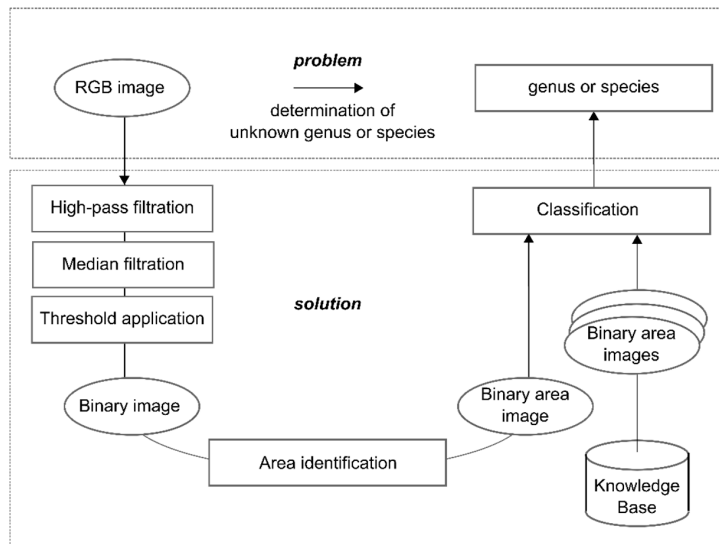 problem
RGB image
determination of
unknown genus or species
genus or species
High-pass filtration
Median filtration
Threshold application
solution
Classification
Binary area
images
Binary image
Binary area
image
Area identification
Knowledge
Base